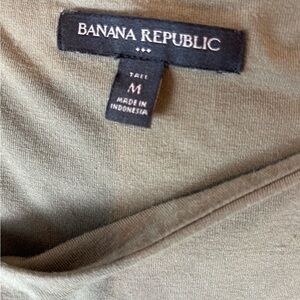 BANANA REPUBLIC
TALL
M
MADE IN
INDONESIA